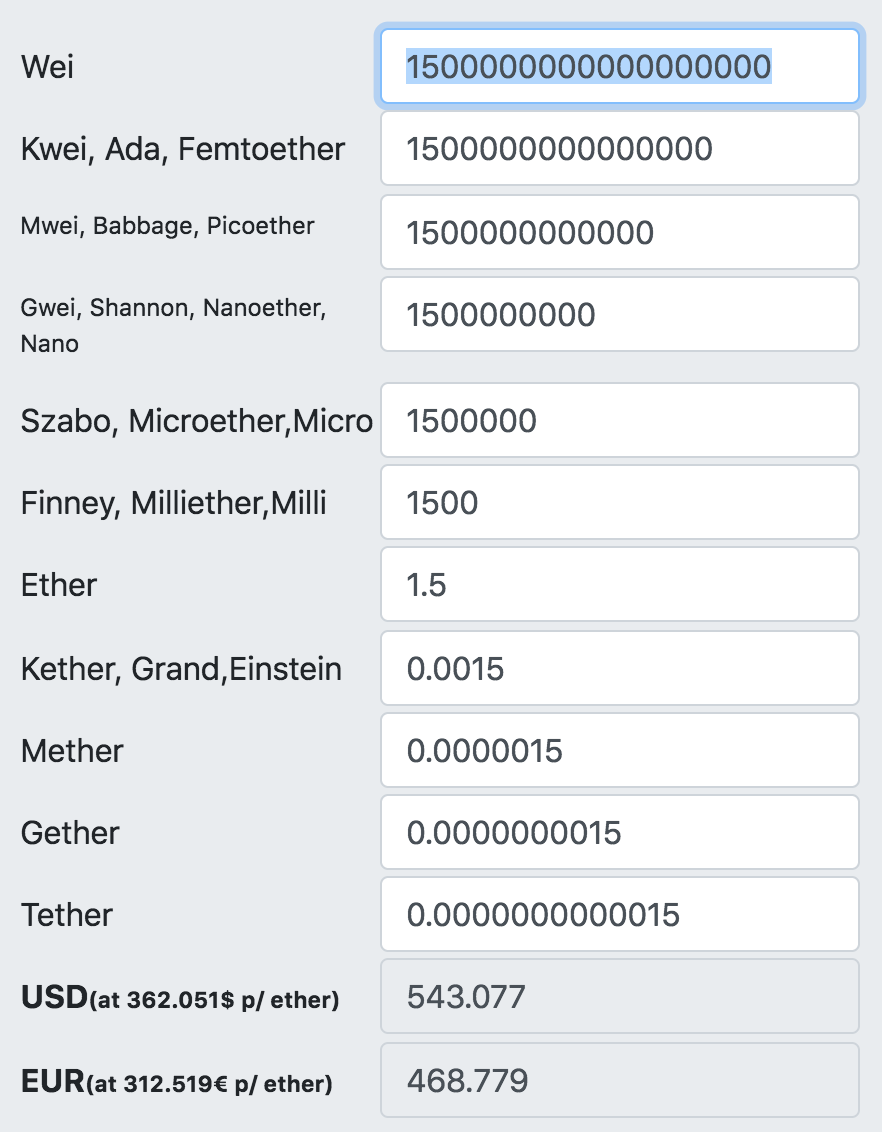 Wei 1500000000000000000
Kwei, Ada, Femtoether 1500000000000000
Mwei, Babbage, Picoether 1500000000000
Gwei, Shannon, Nanoether, 1500000000
Nano
Szabo, Microether,Micro 1500000
Finney, Milliether,Milli 1500
Ether 1.5
Kether, Grand,Einstein 0.0015
Mether 0.0000015
Gether 0.0000000015
Tether 0.0000000000015
USD(at 362.051$ p/ ether) 543.077
EUR(at 312.519€ p/ ether) 468.779